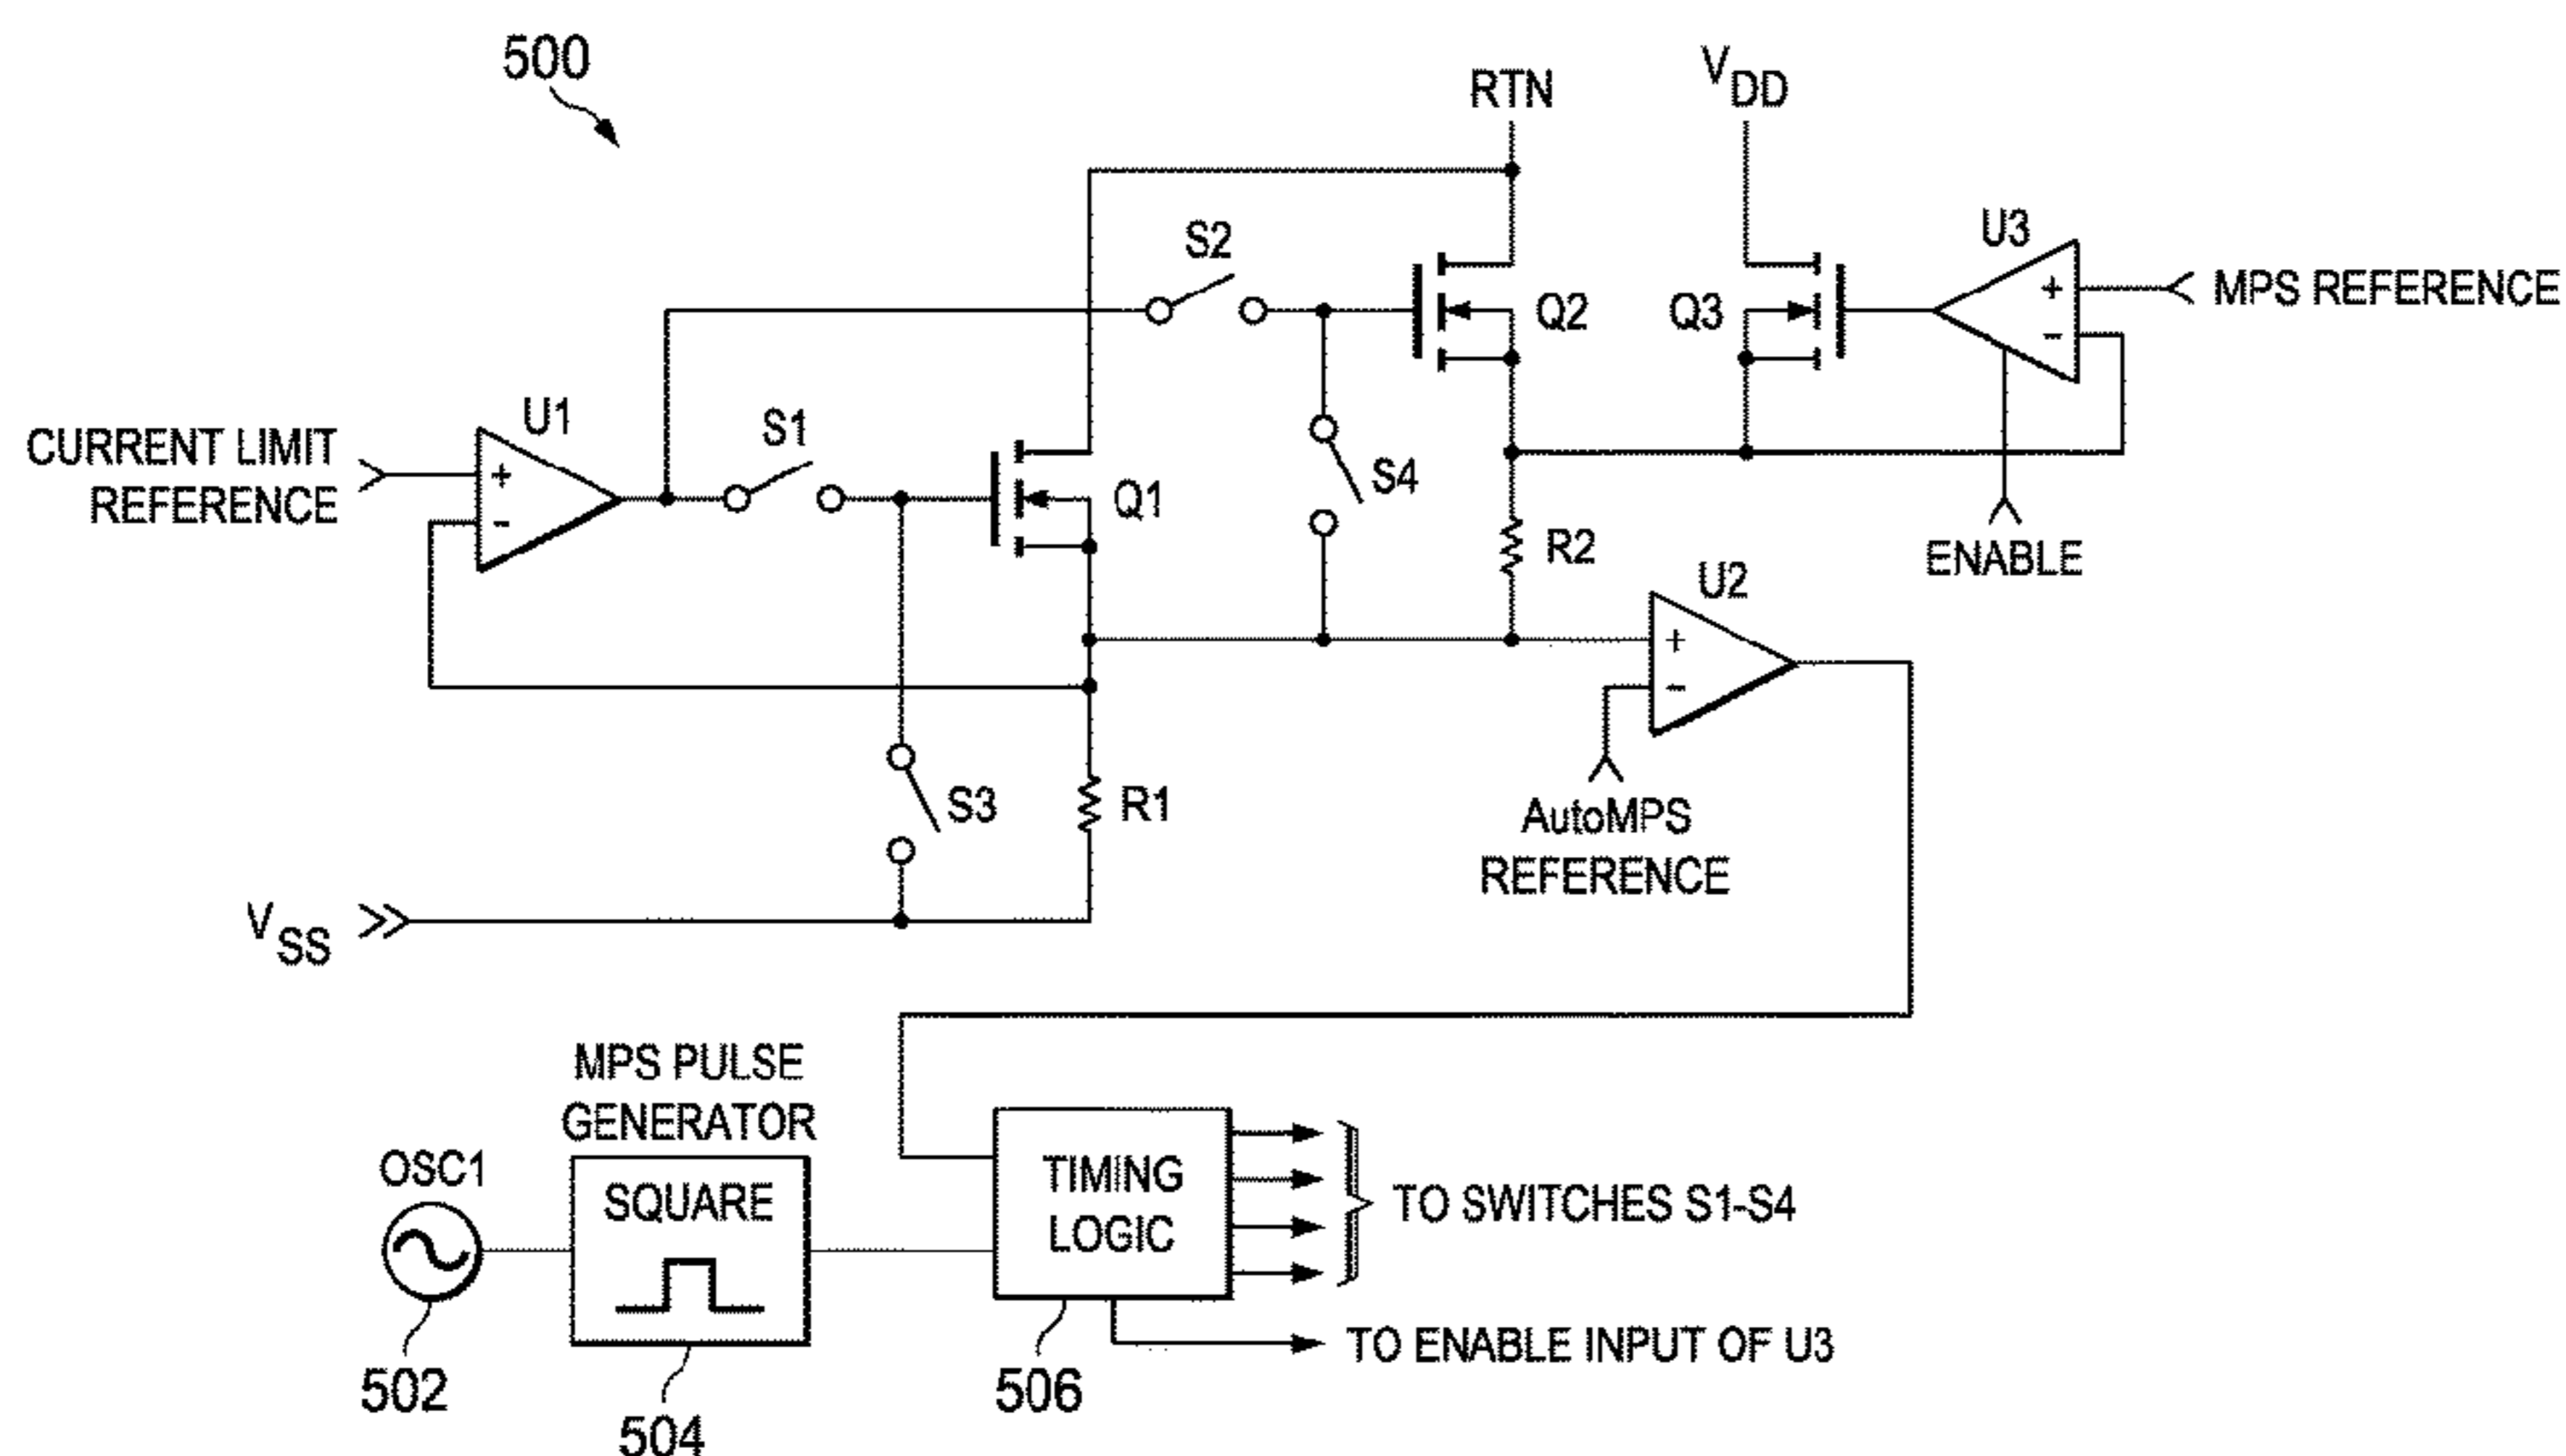 500
RTN
V DD
S2
U3
+
-
MPS REFERENCE
Q2
Q3
CURRENT LIMIT
REFERENCE
U1
+
-
S1
Q1
S4
R2
ENABLE
U2
+
-
S3
R1
AutoMPS
REFERENCE
V SS
MPS PULSE
GENERATOR
OSC1
SQUARE
TIMING
LOGIC
TO SWITCHES S1-S4
TO ENABLE INPUT OF U3
502
504
506